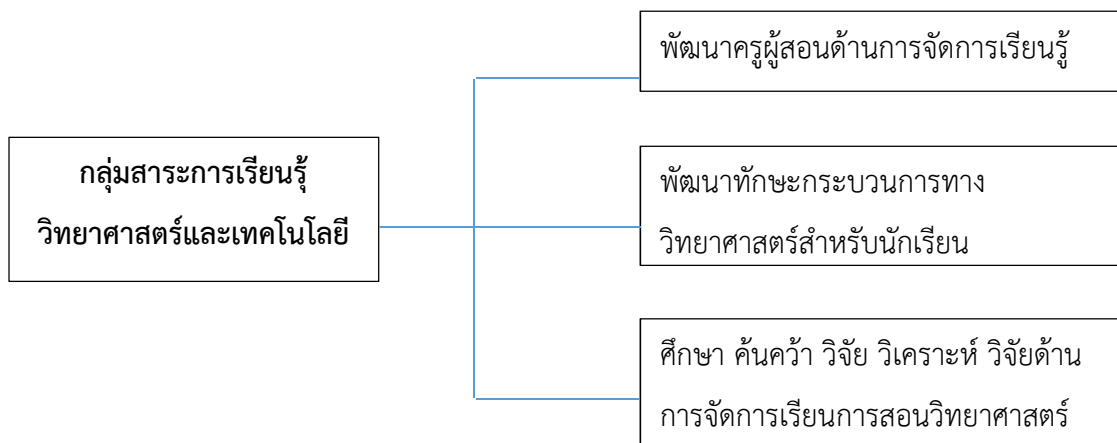 กลุ่มสาระการเรียนรุ้
วิทยาศาสตร์และเทคโนโลยี
พัฒนาครูผู้สอนด้านการจัดการเรียนรู้
พัฒนาทักษะกระบวนการทาง
วิทยาศาสตร์สำหรับนักเรียน
ศึกษา ค้นคว้า วิจัย วิเคราะห์ วิจัยด้าน
การจัดการเรียนการสอนวิทยาศาสตร์